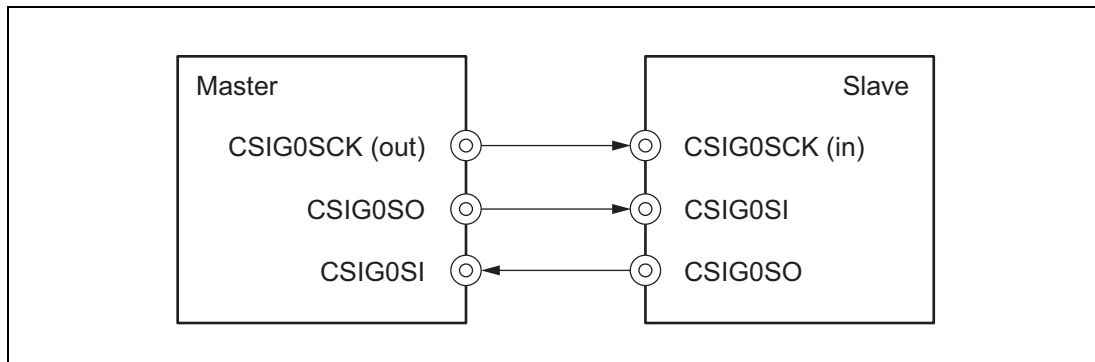 Master
Slave
CSIG0SCK (out)
CSIG0SCK (in)
CSIG0SO
CSIG0SI
CSIG0SI
CSIG0SO